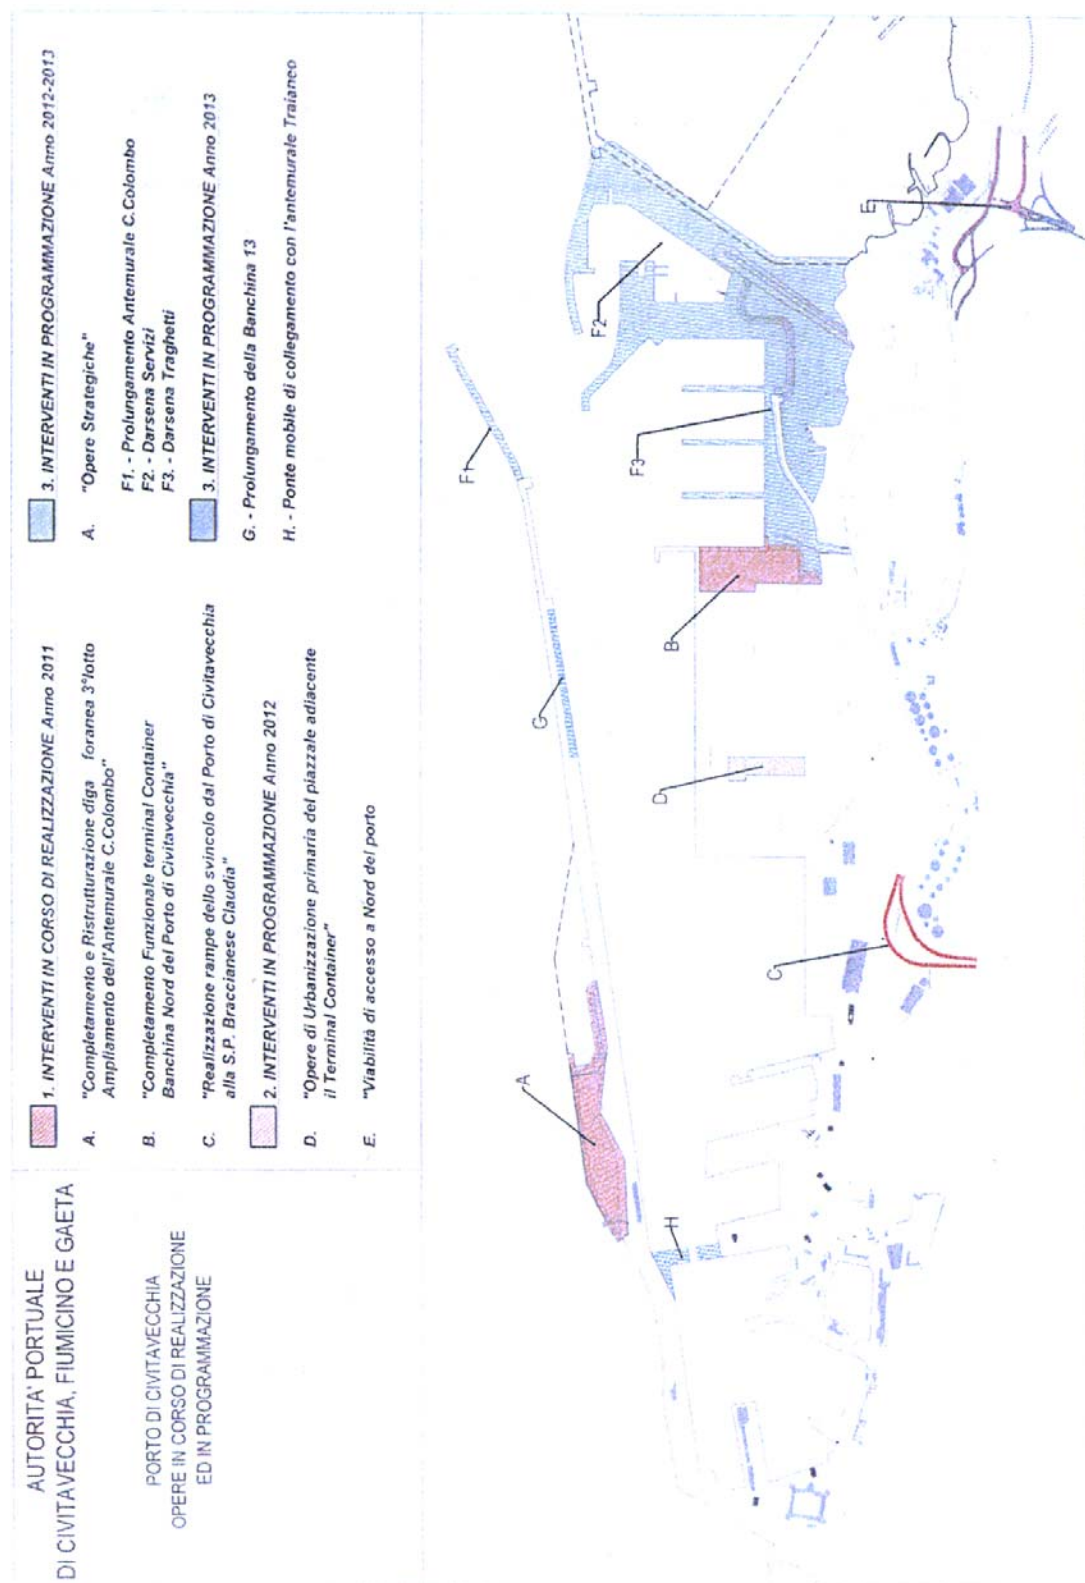 AUTORITA' PORTUALE
DI CIVITAVECCHIA, FIUMICINO E GAETA
PORTO DI CIVITAVECCHIA
OPERE IN CORSO DI REALIZZAZIONE
ED IN PROGRAMMAZIONE
1. INTERVENTI IN CORSO DI REALIZZAZIONE Anno 2011
A. "Completamento e Ristrutturazione diga foranea 3°lotto
Ampliamento dell'Antemurale C.Colombo"
B. "Completamento Funzionale terminal Container
Banchina Nord del Porto di Civitavecchia"
C. "Realizzazione rampe dello svincolo dal Porto di Civitavecchia
alla S.P. Braccianese Claudia"
2. INTERVENTI IN PROGRAMMAZIONE Anno 2012
D. "Opere di Urbanizzazione primaria del piazzale adiacente
il Terminal Container"
E. "Viabilità di accesso a Nord del porto
3. INTERVENTI IN PROGRAMMAZIONE Anno 2012-2013
A. "Opere Strategiche"
F1. - Prolungamento Antemurale C.Colombo
F2. - Darsena Servizi
F3. - Darsena Traghetti
3. INTERVENTI IN PROGRAMMAZIONE Anno 2013
G. - Prolungamento della Banchina 13
H. - Ponte mobile di collegamento con l'antemurale Traianeo
F1
F2
G
F3
E
B
D
A
C
H